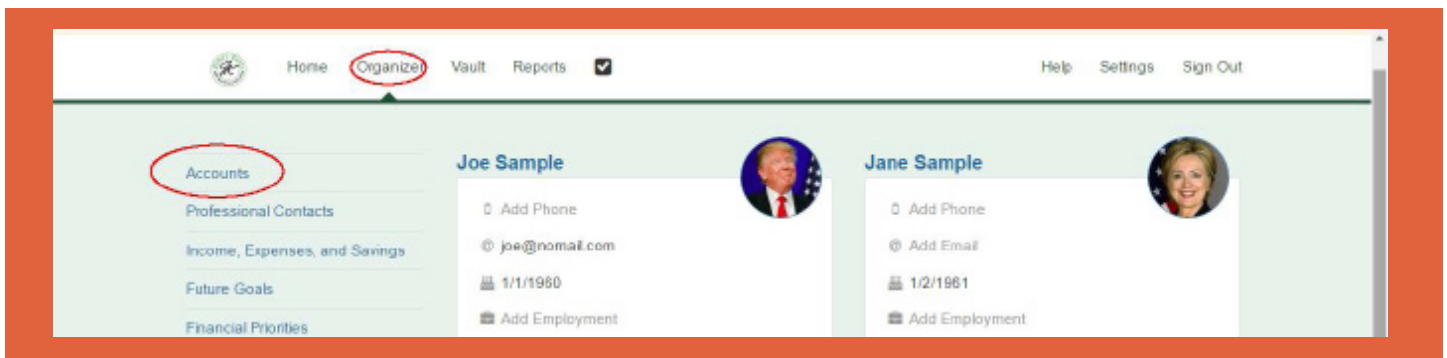 Home Organizer Vault Reports Help Settings Sign Out
Accounts
Professional Contacts
Income, Expenses, and Savings
Future Goals
Financial Priorities
Joe Sample
Add Phone
joe@nomail.com
1/1/1960
Add Employment
Jane Sample
Add Phone
Add Email
1/2/1961
Add Employment